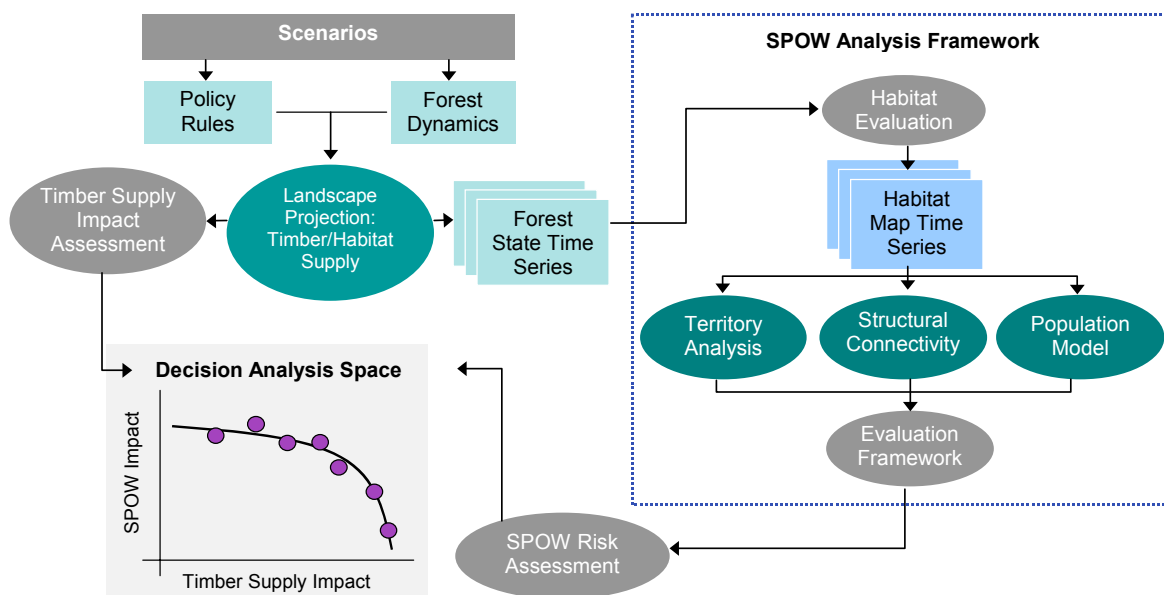 Scenarios
SPOW Analysis Framework
Policy
Rules
Forest
Dynamics
Habitat
Evaluation
Timber Supply
Impact
Assessment
Landscape
Projection:
Timber/Habitat
Supply
Forest
State Time
Series
Habitat
Map Time
Series
Territory
Analysis
Structural
Connectivity
Population
Model
Decision Analysis Space
SPOW Impact
Timber Supply Impact
Evaluation
Framework
SPOW Risk
Assessment